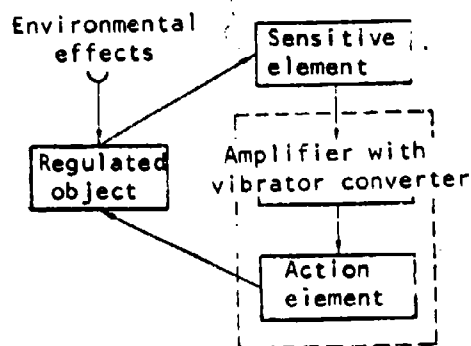 Environmental
effects
Sensitive
element
Regulated
object
Amplifier with
vibrator converter
Action
element